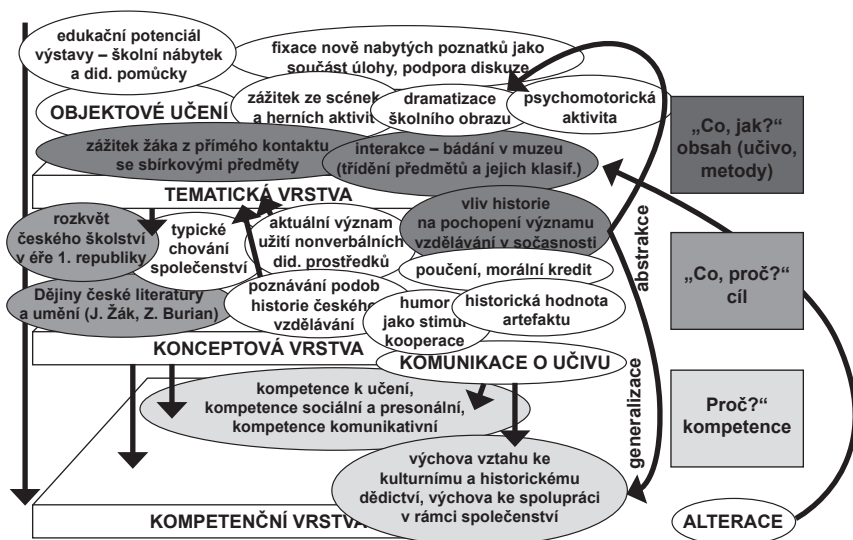 edukační potenciál
výstavy – školní nábytek
a did. pomůcky
fixace nově nabytých poznatků jako
součást úlohy, podpora diskuze
OBJEKTOVÉ UČENÍ
zážitek ze scének
a herních aktivit
dramatizace
školního obrazu
psychomotorická
aktivita
zážitek žáka z přímého kontaktu
se sbírkovými předměty
interakce – bádání v muzeu
(třídění předmětů a jejich klasif.)
TEMATICKÁ VRSTVA
rozkvět
českého školství
v éře 1. republiky
typické
chování
společenství
aktuální význam
užití nonverbálních
did. prostředků
vliv historie
na pochopení významu
vzdělávání v sočasnosti
poučení, morální kredit
Dějiny české literatury
a umění (J. Žák, Z. Burian)
poznávání podob
historie českého
vzdělávání
humor
jako stimul
kooperace
historická hodnota
artefaktu
KONCEPTOVÁ VRSTVA
KOMUNIKACE O UČIVU
kompetence k učení,
kompetence sociální a presonální,
kompetence komunikativní
výchova vztahu ke
kulturnímu a historickému
dědictví, výchova ke spolupráci
v rámci společenství
KOMPETENČNÍ VRSTVA
abstrakce
generalizace
„Co, jak?“
obsah (učivo,
metody)
„Co, proč?“
cíl
Proč?“
kompetence
ALTERACE